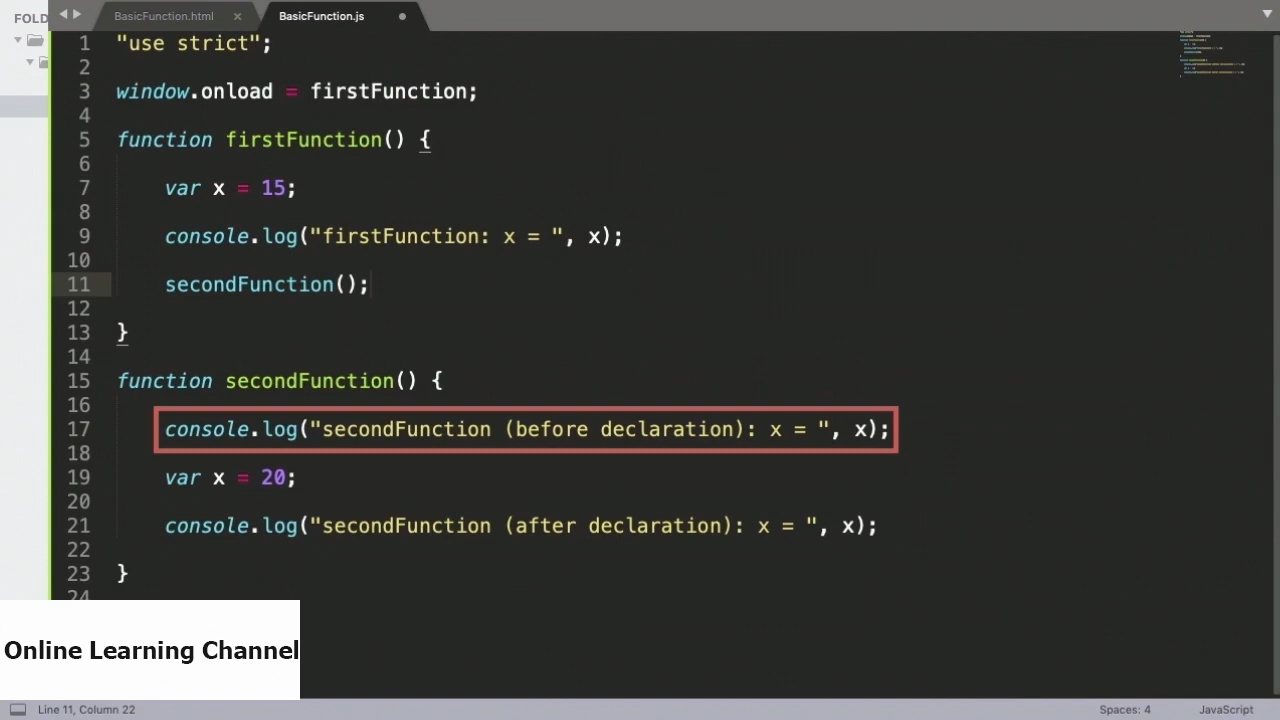 FOLD
BasicFunction.html ×
BasicFunction.js
1 "use strict";
2
3 window.onload = firstFunction;
4
5 function firstFunction() {
6
7 var x = 15;
8
9 console.log("firstFunction: x = ", x);
10
11 secondFunction();
12
13 }
14
15 function secondFunction() {
16
17 console.log("secondFunction (before declaration): x = ", x);
18
19 var x = 20;
20
21 console.log("secondFunction (after declaration): x = ", x);
22
23 }
24
Online Learning Channel
Line 11, Column 22
Spaces: 4
JavaScript